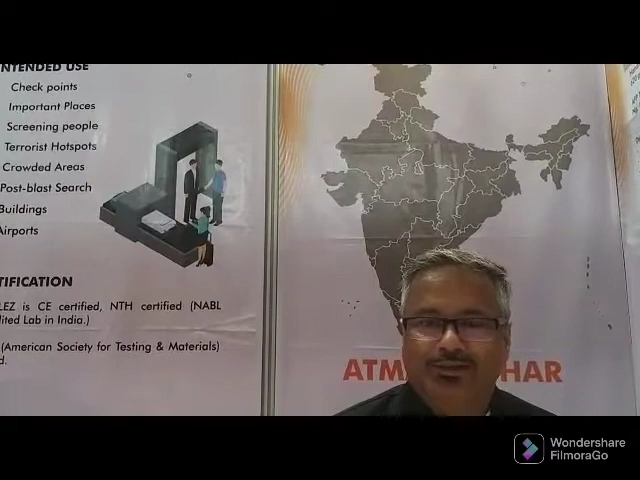 INTENDED USE
Check points
Important Places
Screening people
Terrorist Hotspots
Crowded Areas
Post-blast Search
Buildings
Airports
TIFICATION
LEZ is CE certified, NTH certified (NABL
lited Lab in India.)
(American Society for Testing & Materials)
d.
ATM HAR
Wondershare
FilmoraGo